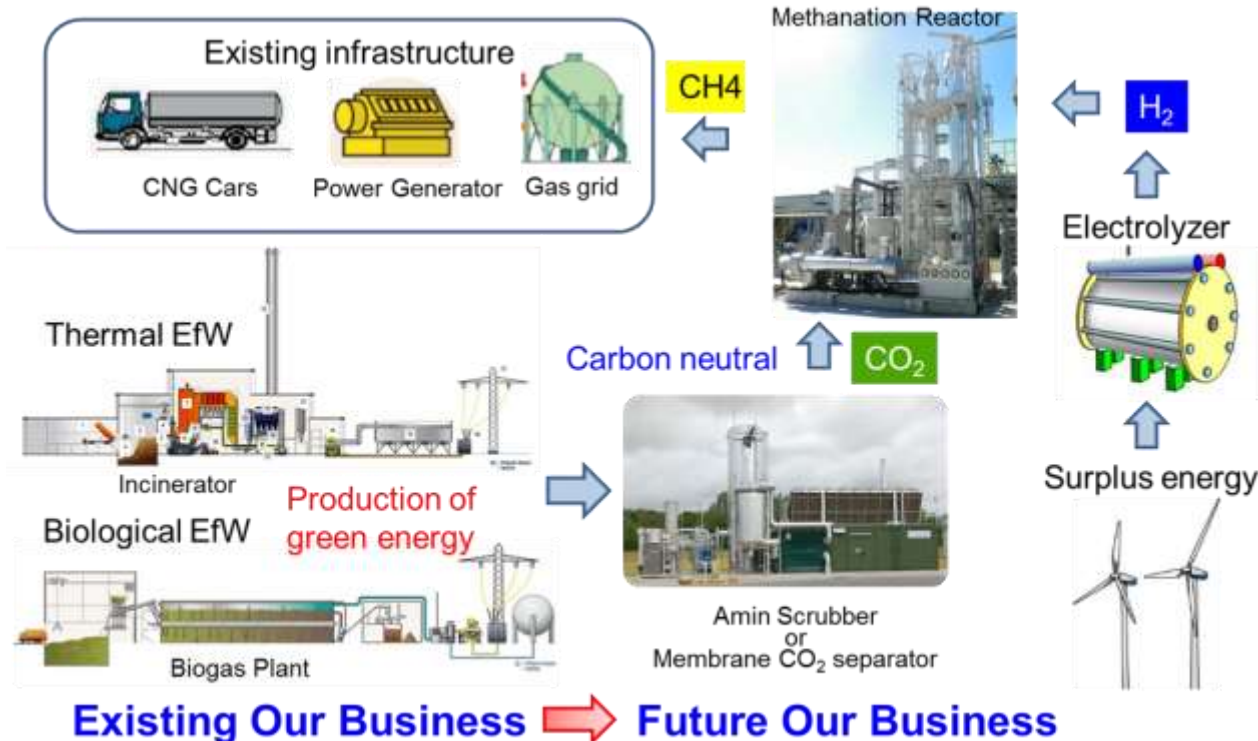 Methanation Reactor
Existing infrastructure
CH4
H₂
CNG Cars
Power Generator
Gas grid
Electrolyzer
Thermal EfW
Carbon neutral
CO₂
Incinerator
Surplus energy
Production of
green energy
Biological EfW
Biogas Plant
Amin Scrubber
or
Membrane CO₂ separator
Existing Our Business
Future Our Business